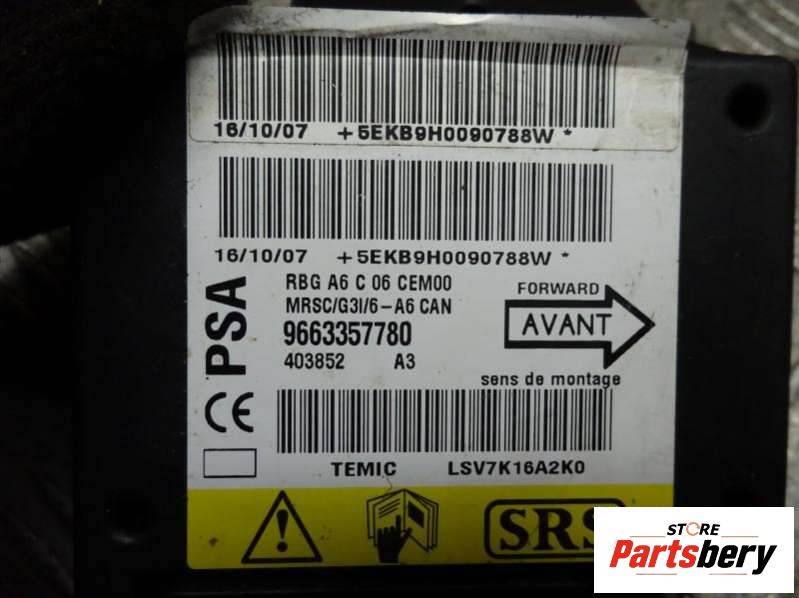 16/10/07 +5EKB9H0090788W *
16/10/07 +5EKB9H0090788W *
PSA
RBG A6 C 06 CEM00
MRSC/G3I/6-A6 CAN
9663357780
403852 A3
FORWARD
AVANT
sens de montage
CE
TEMIC LSV7K16A2K0
SRS
STORE
Partsbery